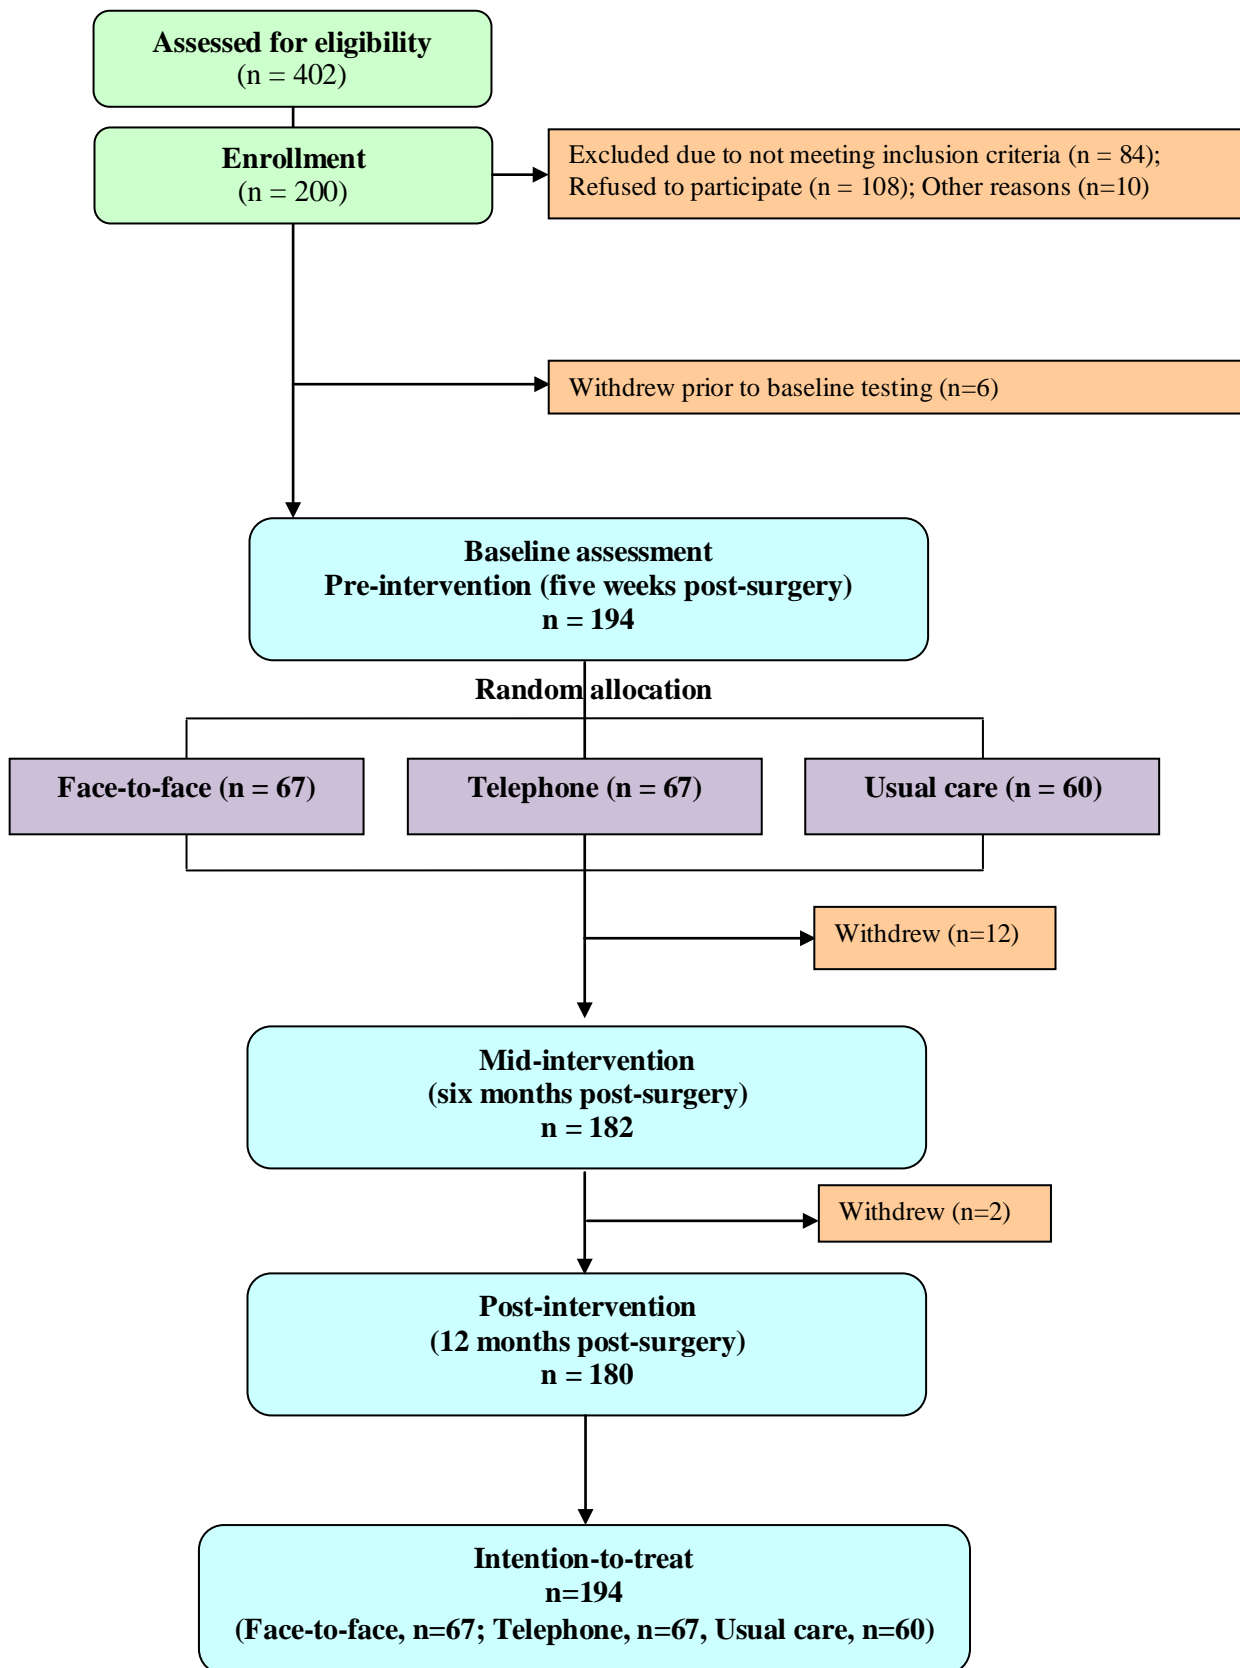 Assessed for eligibility
(n = 402)
Enrollment
(n = 200)
Excluded due to not meeting inclusion criteria (n = 84);
Refused to participate (n = 108); Other reasons (n=10)
Withdrew prior to baseline testing (n=6)
Baseline assessment
Pre-intervention (five weeks post-surgery)
n = 194
Random allocation
Face-to-face (n = 67)
Telephone (n = 67)
Usual care (n = 60)
Withdrew (n=12)
Mid-intervention
(six months post-surgery)
n = 182
Withdrew (n=2)
Post-intervention
(12 months post-surgery)
n = 180
Intention-to-treat
n=194
(Face-to-face, n=67; Telephone, n=67, Usual care, n=60)